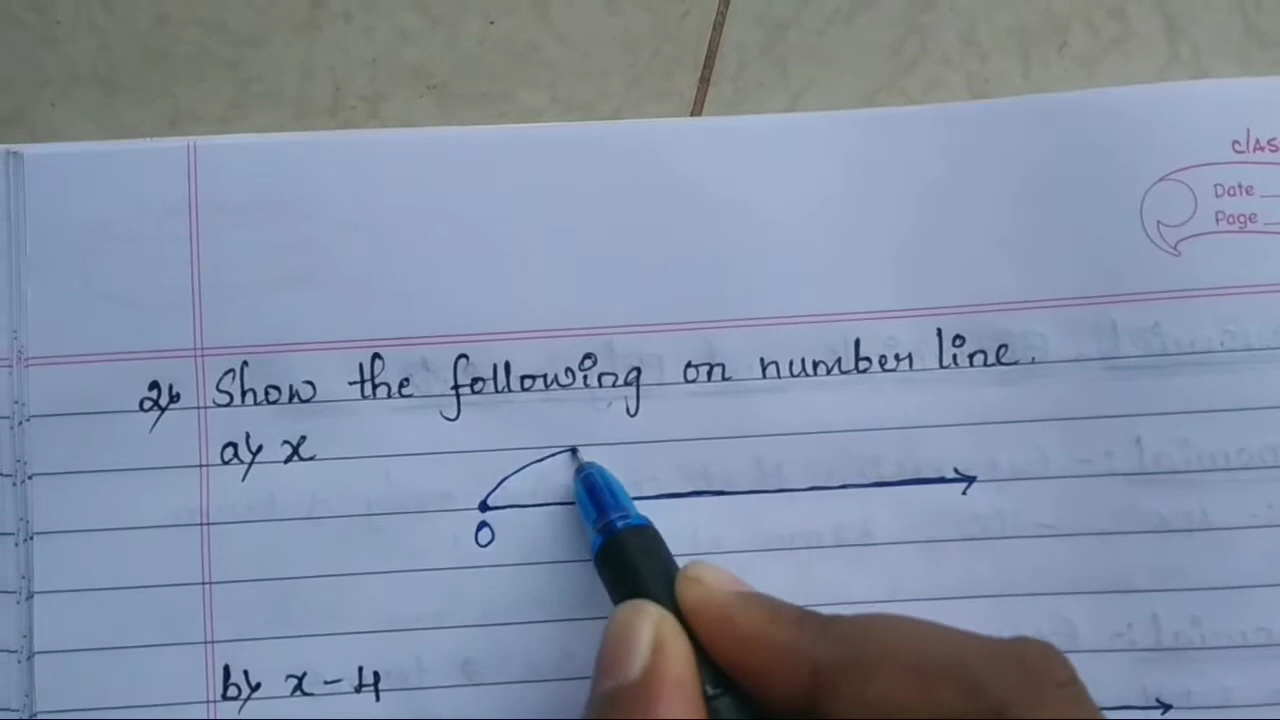 clAS
Date
Page
2) Show the following on number line.
a) x
0
b) x-4